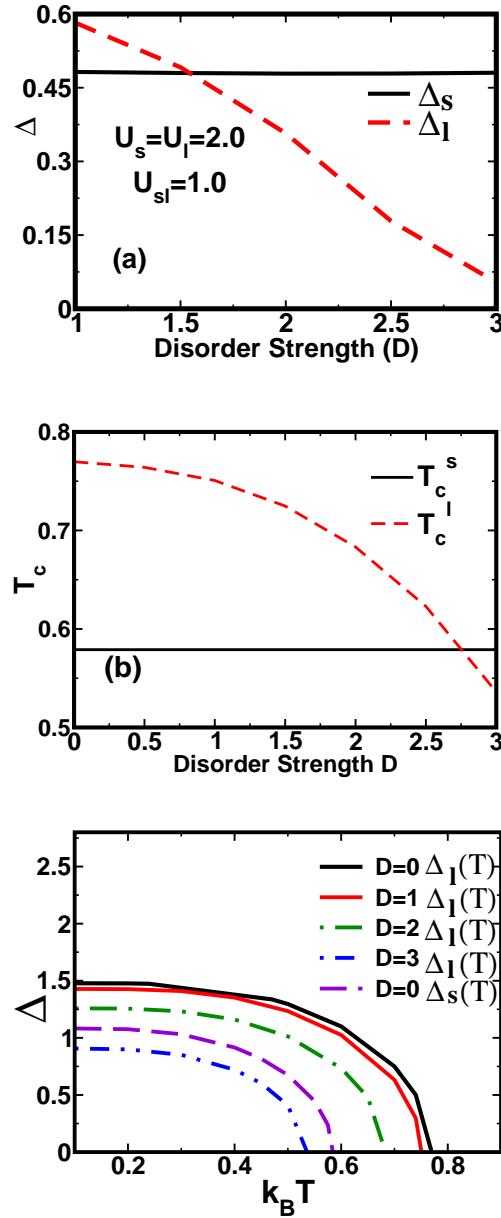 0.6
0.45
0.3
0.15
0
Δ
Δs
Δl
Us=Ul=2.0
Usl=1.0
(a)
1 1.5 2 2.5 3
Disorder Strength (D)
0.8
0.7
0.6
0.5
Tc
Tc^s
Tc^l
(b)
0 0.5 1 1.5 2 2.5 3
Disorder Strength D
2.5
2
1.5
1
0.5
0
Δ
D=0 Δl(T)
D=1 Δl(T)
D=2 Δl(T)
D=3 Δl(T)
D=0 Δs(T)
0.2 0.4 0.6 0.8
kBT